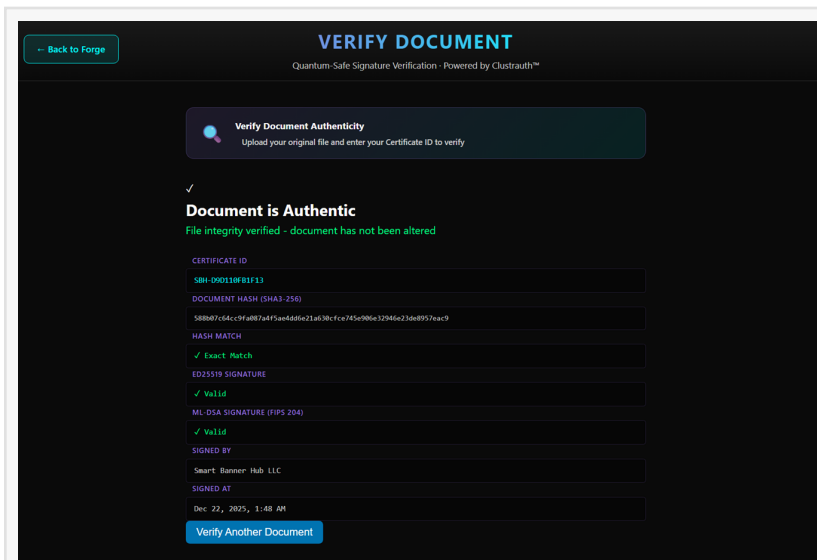 ← Back to Forge
VERIFY DOCUMENT
Quantum-Safe Signature Verification · Powered by Clustrauth™
Verify Document Authenticity
Upload your original file and enter your Certificate ID to verify
✓
Document is Authentic
File integrity verified - document has not been altered
CERTIFICATE ID
SBH-D9D110FB1F13
DOCUMENT HASH (SHA3-256)
588b07c64cc9fa087a4f5ae4dd6e21a630cfce745e906e32946e23de8957eac9
HASH MATCH
✓ Exact Match
ED25519 SIGNATURE
✓ Valid
ML-DSA SIGNATURE (FIPS 204)
✓ Valid
SIGNED BY
Smart Banner Hub LLC
SIGNED AT
Dec 22, 2025, 1:48 AM
Verify Another Document